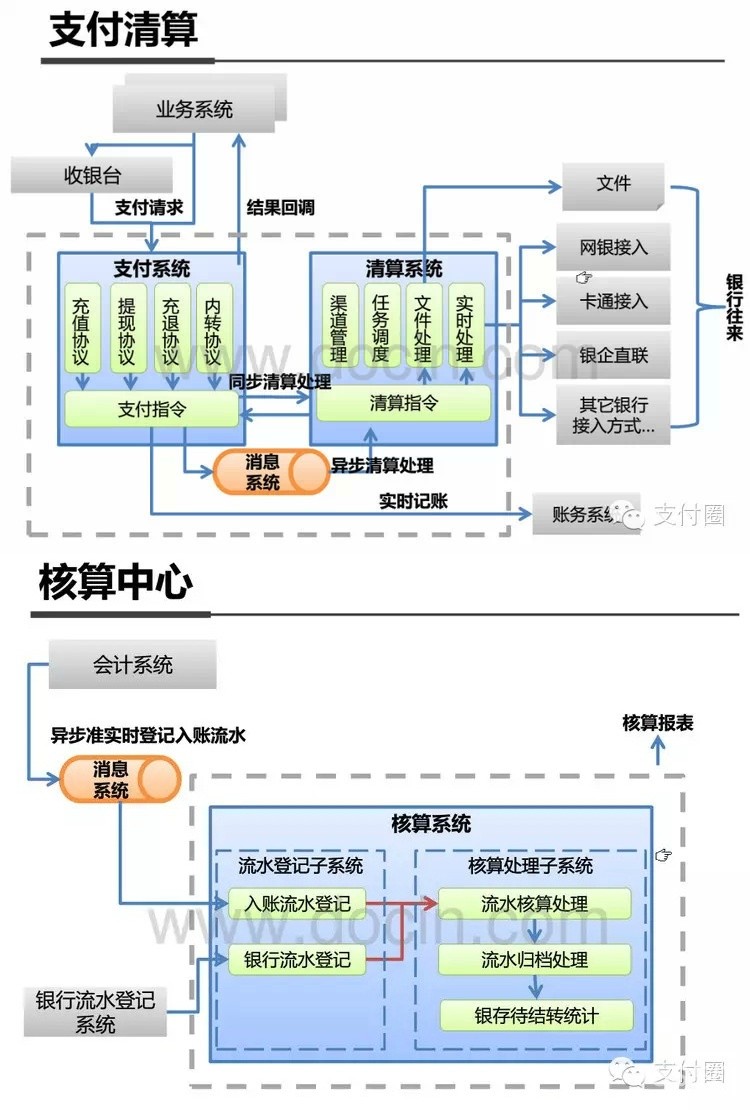 支付清算
业务系统
收银台
支付请求
结果回调
文件
支付系统
清算系统
网银接入
充值协议
提现协议
充退协议
内转协议
渠道管理
任务调度
文件处理
实时处理
卡通接入
银行往来
www.docin.com
银企直联
同步清算处理
支付指令
清算指令
其它银行
接入方式...
消息
系统
异步清算处理
实时记账
账务系统
支付圈
核算中心
会计系统
异步准实时登记入账流水
核算报表
消息
系统
核算系统
流水登记子系统
核算处理子系统
入账流水登记
流水核算处理
www.docin.com
银行流水登记
流水归档处理
银行流水登记
系统
银存待结转统计
支付圈